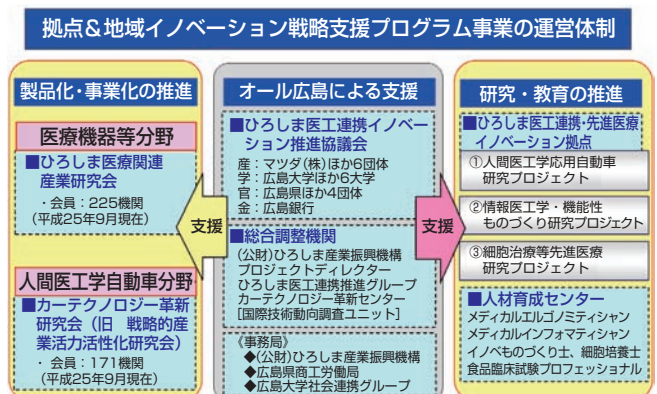 拠点&地域イノベーション戦略支援プログラム事業の運営体制
製品化・事業化の推進
医療機器等分野
■ひろしま医療関連
産業研究会
・会員：225機関
(平成25年9月現在)
人間医工学自動車分野
■カーテクノロジー革新
研究会（旧　戦略的産
業活力活性化研究会）
・会員：171機関
(平成25年9月現在)
支援
オール広島による支援
■ひろしま医工連携イノベー
ション推進協議会
産：マツダ（株）ほか6団体
学：広島大学ほか6大学
官：広島県ほか4団体
金：広島銀行
■総合調整機関
(公財)ひろしま産業振興機構
プロジェクトディレクター
ひろしま医工連携推進グループ
カーテクノロジー革新センター
[国際技術動向調査ユニット]
《事務局》
◆(公財)ひろしま産業振興機構
◆広島県商工労働局
◆広島大学社会連携グループ
支援
研究・教育の推進
■ひろしま医工連携・先進医療
イノベーション拠点
①人間医工学応用自動車
研究プロジェクト
②情報医工学・機能性
ものづくり研究プロジェクト
③細胞治療等先進医療
研究プロジェクト
■人材育成センター
メディカルエルゴノミティシャン
メディカルインフォマティシャン
イノベものづくり士、細胞培養士
食品臨床試験プロフェッショナル